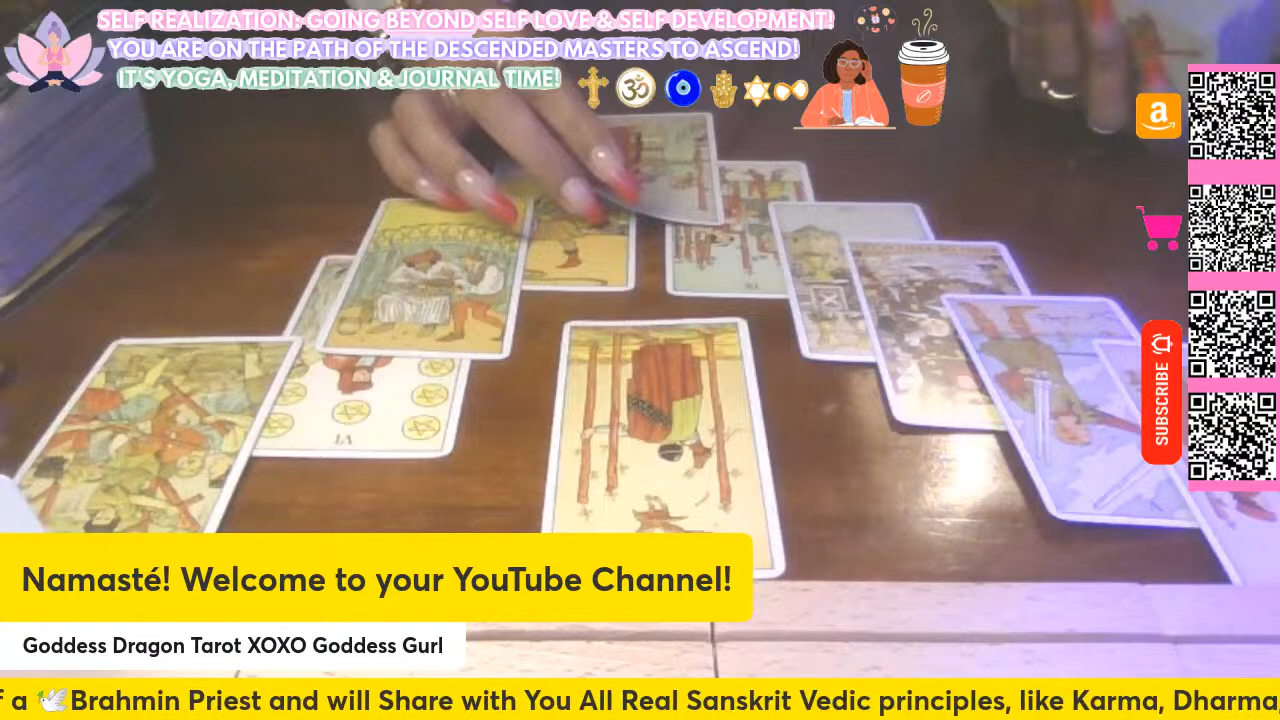 SELF REALIZATION: GOING BEYOND SELF LOVE & SELF DEVELOPMENT!
YOU ARE ON THE PATH OF THE DESCENDED MASTERS TO ASCEND!
IT'S YOGA, MEDITATION & JOURNAL TIME!
ॐ
a
SUBSCRIBE
VI
Namasté! Welcome to your YouTube Channel!
Goddess Dragon Tarot XOXO Goddess Gurl
f a 🕊️Brahmin Priest and will Share with You All Real Sanskrit Vedic principles, like Karma, Dharma,